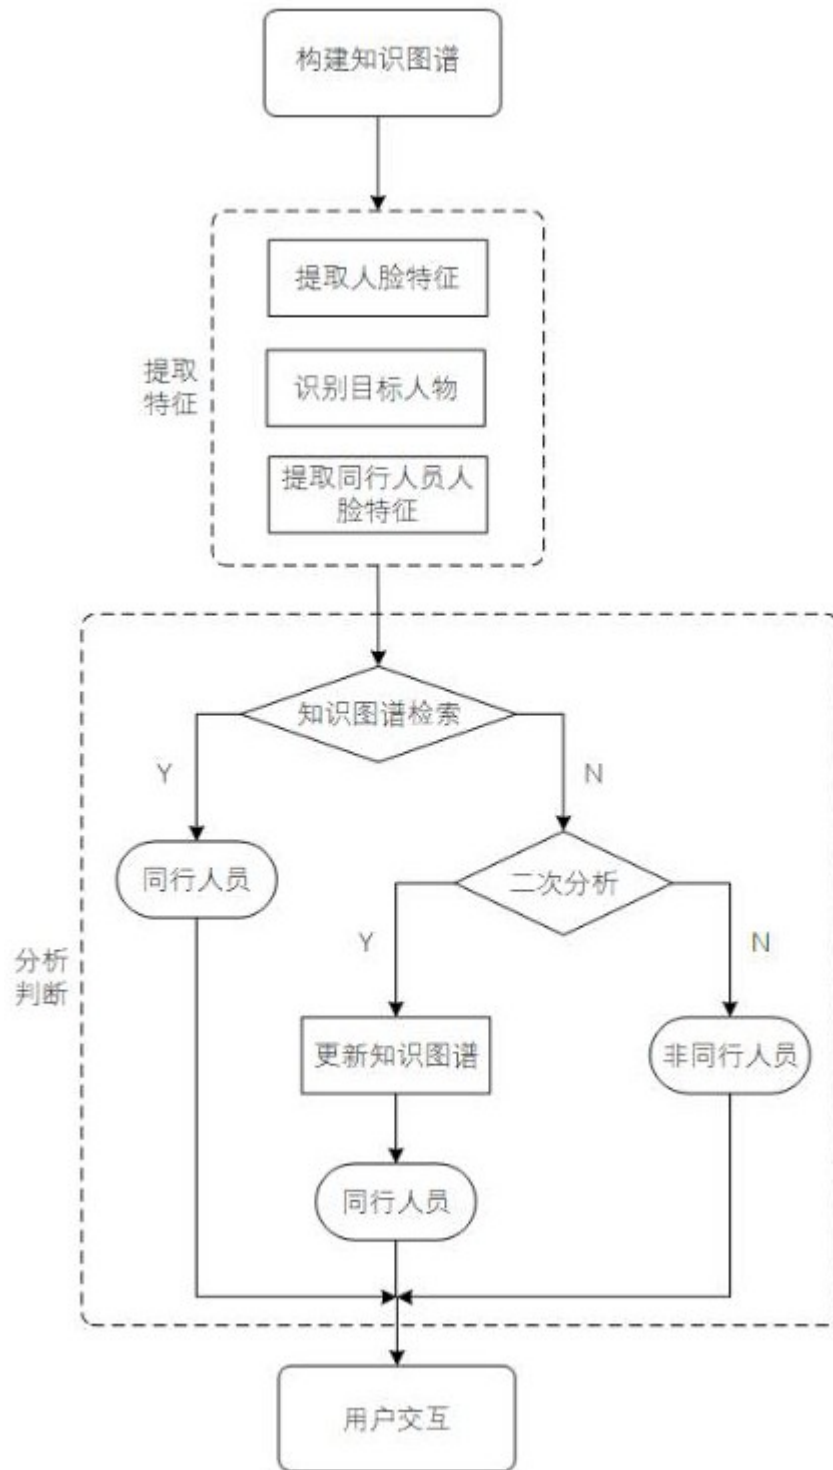 构建知识图谱
提取人脸特征
提取
特征
识别目标人物
提取同行人员人
脸特征
知识图谱检索
Y
N
同行人员
二次分析
分析
判断
Y
N
更新知识图谱
非同行人员
同行人员
用户交互